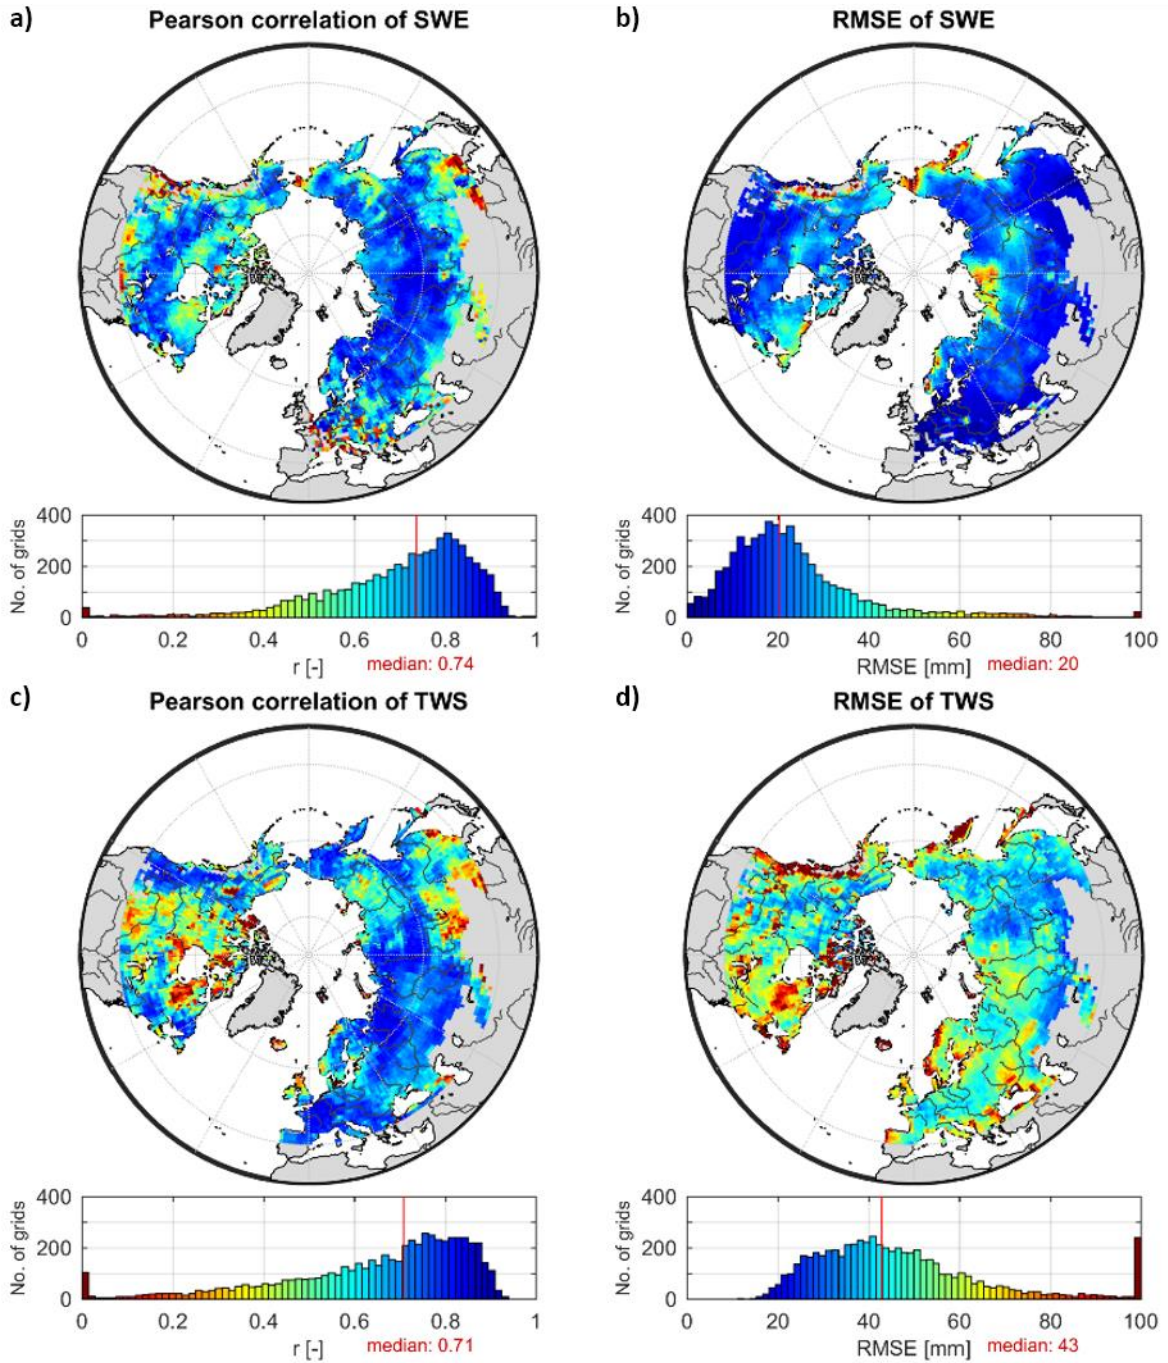 a)
Pearson correlation of SWE
b)
RMSE of SWE
No. of grids
400
200
0
0 0.2 0.4 0.6 0.8 1
r [-]
median: 0.74
No. of grids
400
200
0
0 20 40 60 80 100
RMSE [mm]
median: 20
c)
Pearson correlation of TWS
d)
RMSE of TWS
No. of grids
400
200
0
0 0.2 0.4 0.6 0.8 1
r [-]
median: 0.71
No. of grids
400
200
0
0 20 40 60 80 100
RMSE [mm]
median: 43